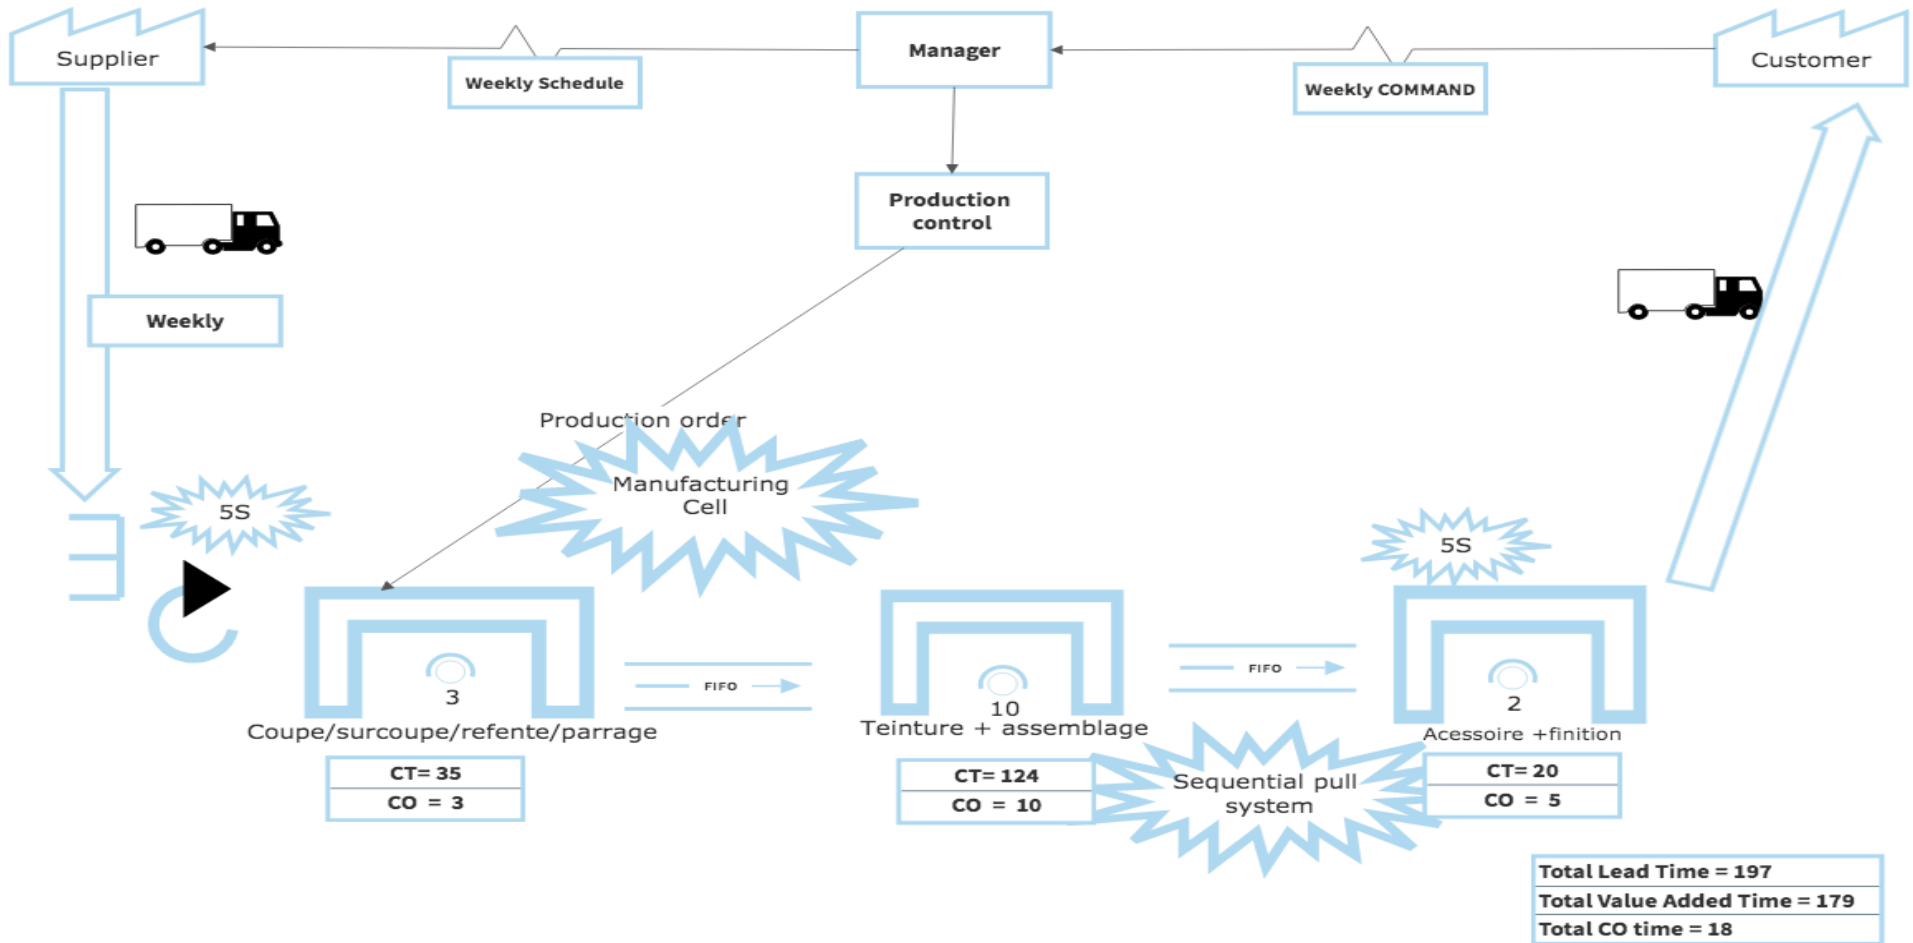 Supplier
Weekly Schedule
Manager
Weekly COMMAND
Customer
Production
control
Weekly
Production order
Manufacturing
Cell
5S
5S
3
Coupe/surcoupe/refente/parrage
CT= 35
CO = 3
FIFO
10
Teinture + assemblage
CT= 124
CO = 10
FIFO
Sequential pull
system
2
Acessoire +finition
CT= 20
CO = 5
Total Lead Time = 197
Total Value Added Time = 179
Total CO time = 18